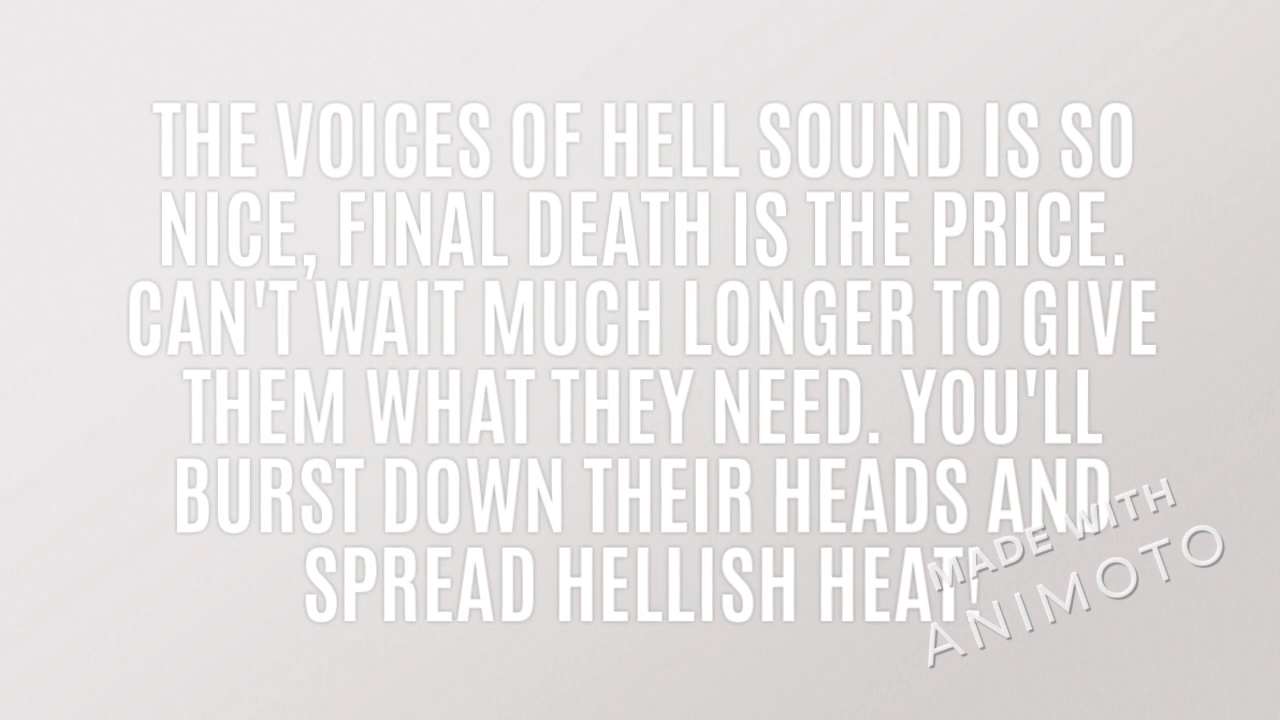 THE VOICES OF HELL SOUND IS SO
NICE, FINAL DEATH IS THE PRICE.
CAN'T WAIT MUCH LONGER TO GIVE
THEM WHAT THEY NEED. YOU'LL
BURST DOWN THEIR HEADS AND
SPREAD HELLISH HEAT!
MADE WITH
ANIMOTO